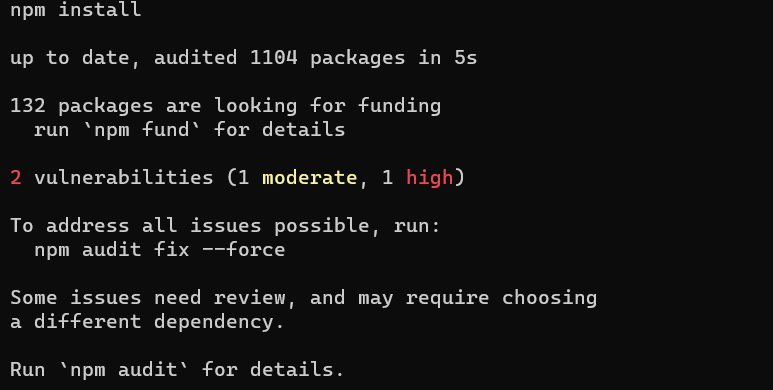 npm install
up to date, audited 1104 packages in 5s
132 packages are looking for funding
run `npm fund` for details
2 vulnerabilities (1 moderate, 1 high)
To address all issues possible, run:
npm audit fix --force
Some issues need review, and may require choosing
a different dependency.
Run `npm audit` for details.